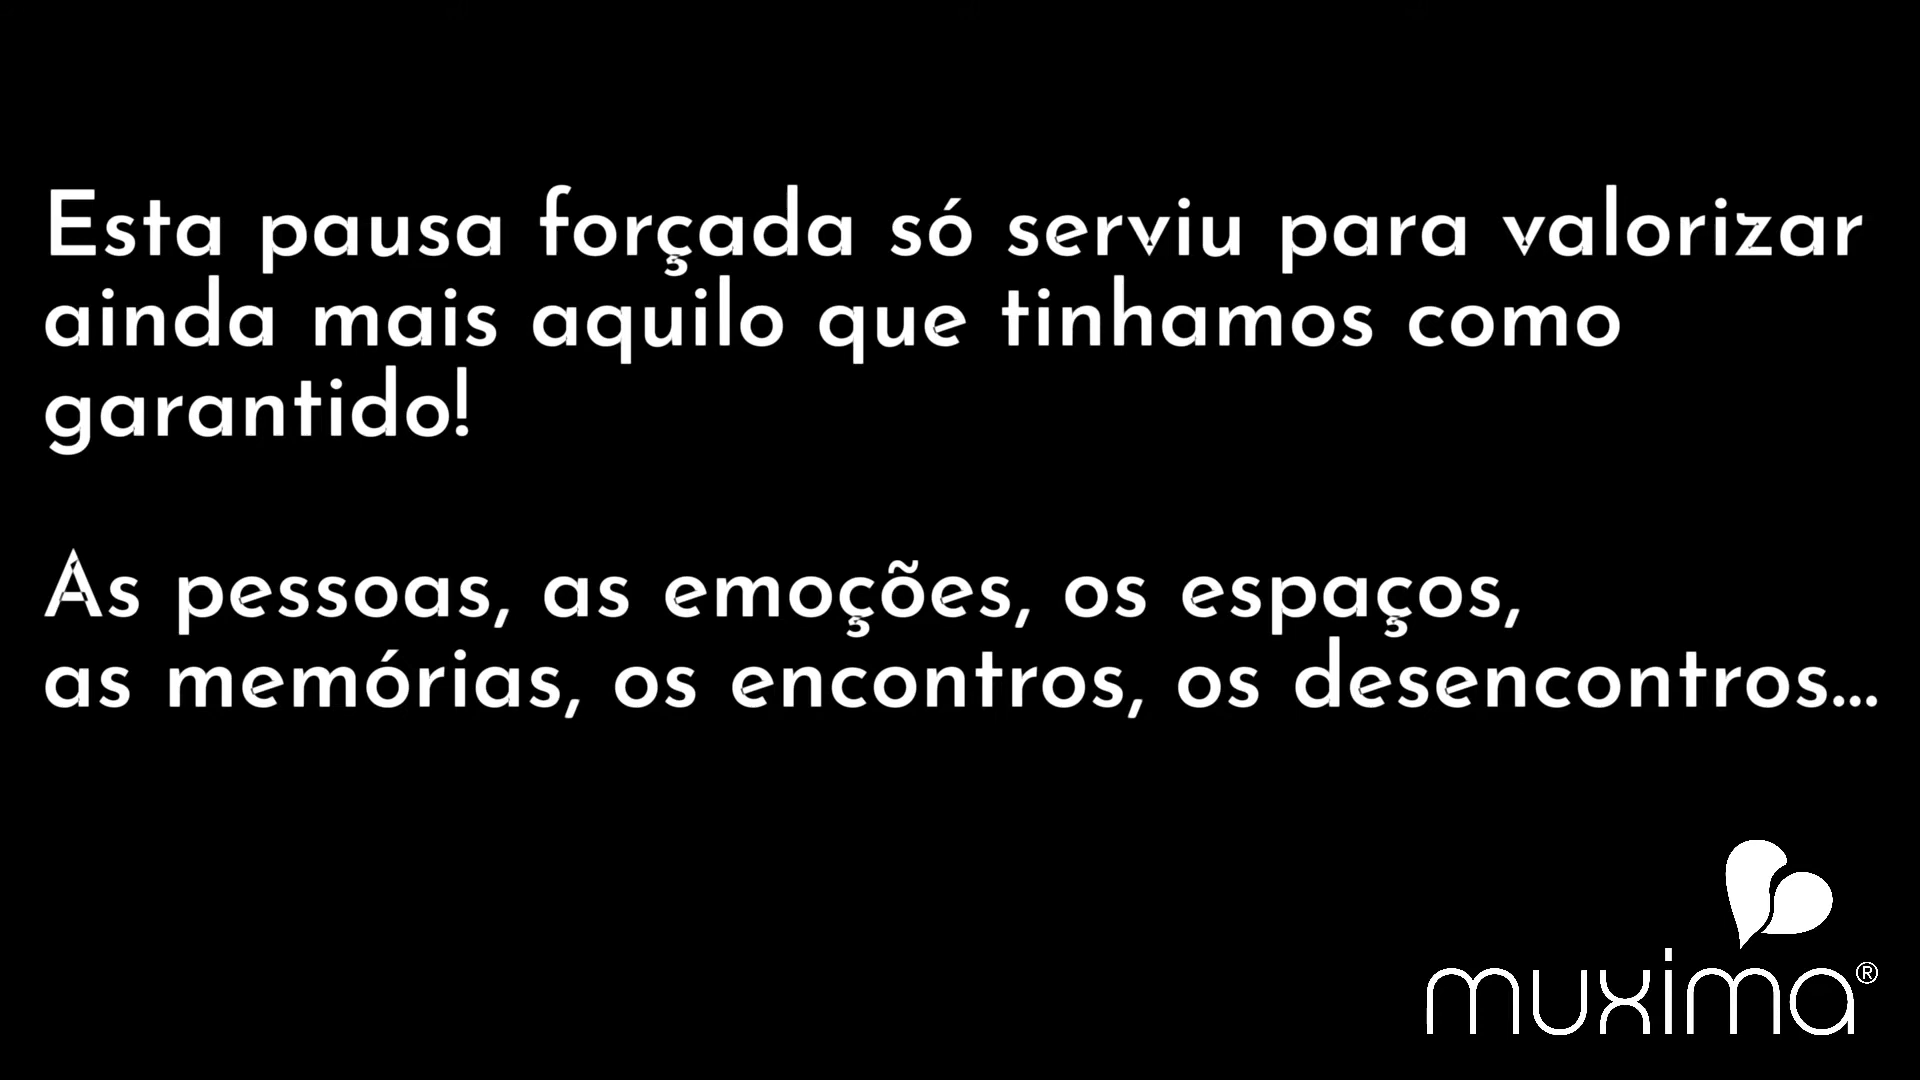 Esta pausa forçada só serviu para valorizar
ainda mais aquilo que tinhamos como
garantido!
As pessoas, as emoções, os espaços,
as memórias, os encontros, os desencontros...
muxima®